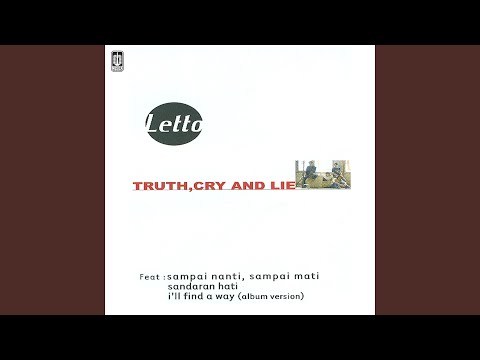 Letto
TRUTH,CRY AND LIE
Feat : sampai nanti, sampai mati
sandaran hati
i'll find a way (album version)